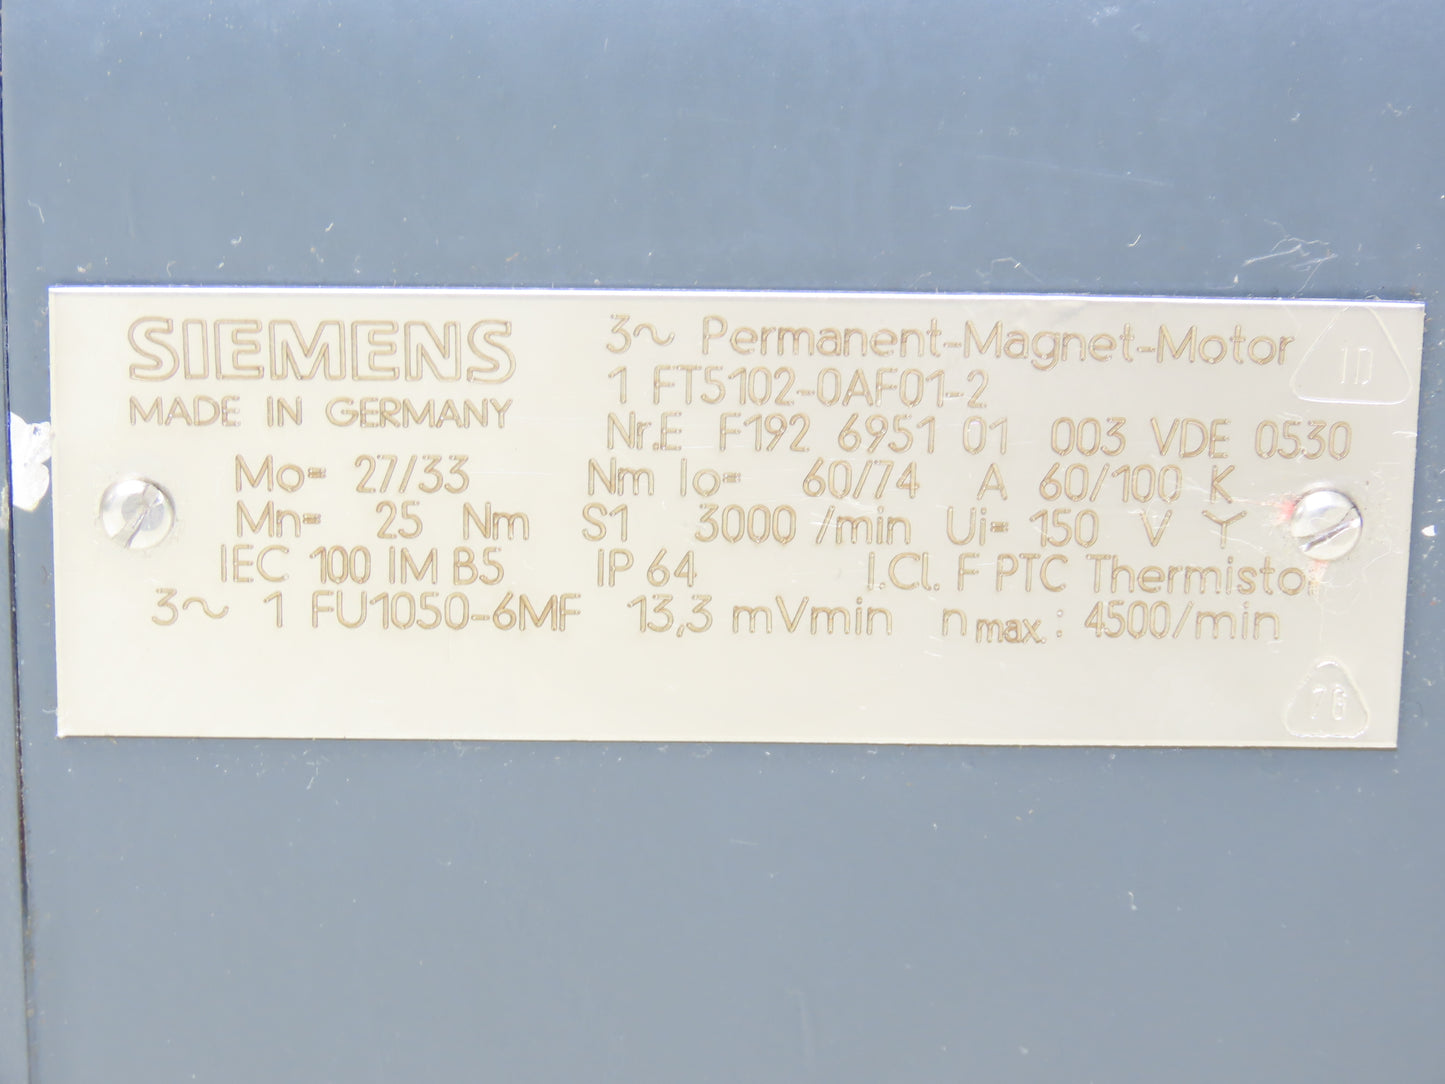 SIEMENS
MADE IN GERMANY
3~ Permanent-Magnet-Motor
1 FT5102-0AF01-2
Nr.E F192 6951 01 003 VDE 0530
Mo= 27/33 Nm Io= 60/74 A 60/100 K
Mn= 25 Nm S1 3000 /min Ui= 150 V Y
IEC 100 IM B5 IP 64 I.Cl. F PTC Thermistor
3~ 1 FU1050-6MF 13,3 mVmin n max.: 4500/min
76